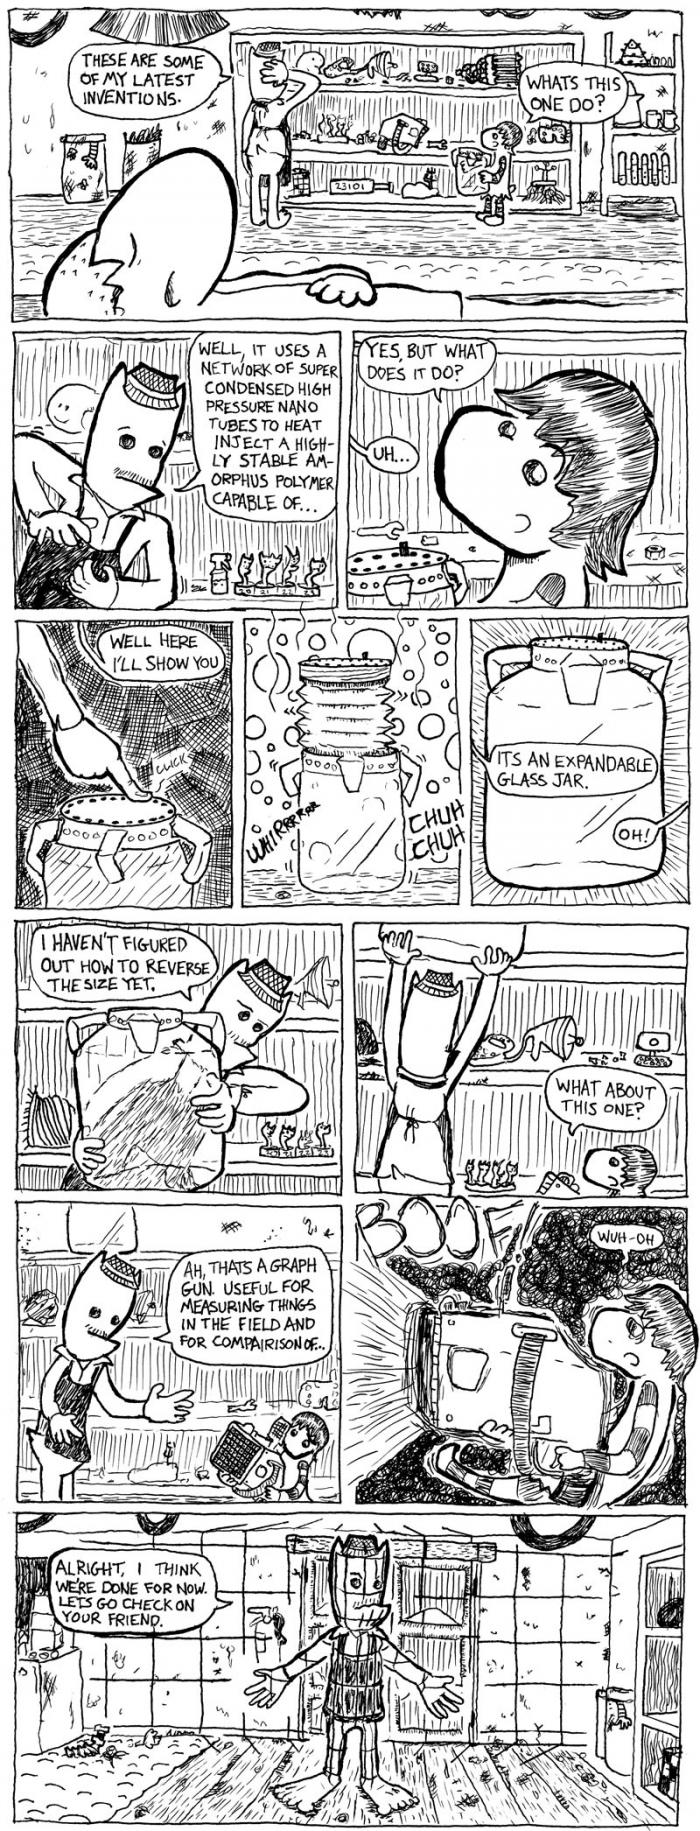 THESE ARE SOME
OF MY LATEST
INVENTIONS.
WHATS THIS
ONE DO?
23101
WELL, IT USES A
NETWORK OF SUPER
CONDENSED HIGH
PRESSURE NANO
TUBES TO HEAT
INJECT A HIGH-
LY STABLE AM-
ORPHUS POLYMER
CAPABLE OF...
20 21 22 23
YES, BUT WHAT
DOES IT DO?
UH...
WELL HERE
I'LL SHOW YOU
CLICK
WHIRRRRRR
CHUH
CHUH
ITS AN EXPANDABLE
GLASS JAR.
OH!
I HAVEN'T FIGURED
OUT HOW TO REVERSE
THE SIZE YET.
WHAT ABOUT
THIS ONE?
AH, THATS A GRAPH
GUN. USEFUL FOR
MEASURING THINGS
IN THE FIELD AND
FOR COMPAIRISON OF...
BOOF
WUH-OH
ALRIGHT, I THINK
WE'RE DONE FOR NOW.
LETS GO CHECK ON
YOUR FRIEND.